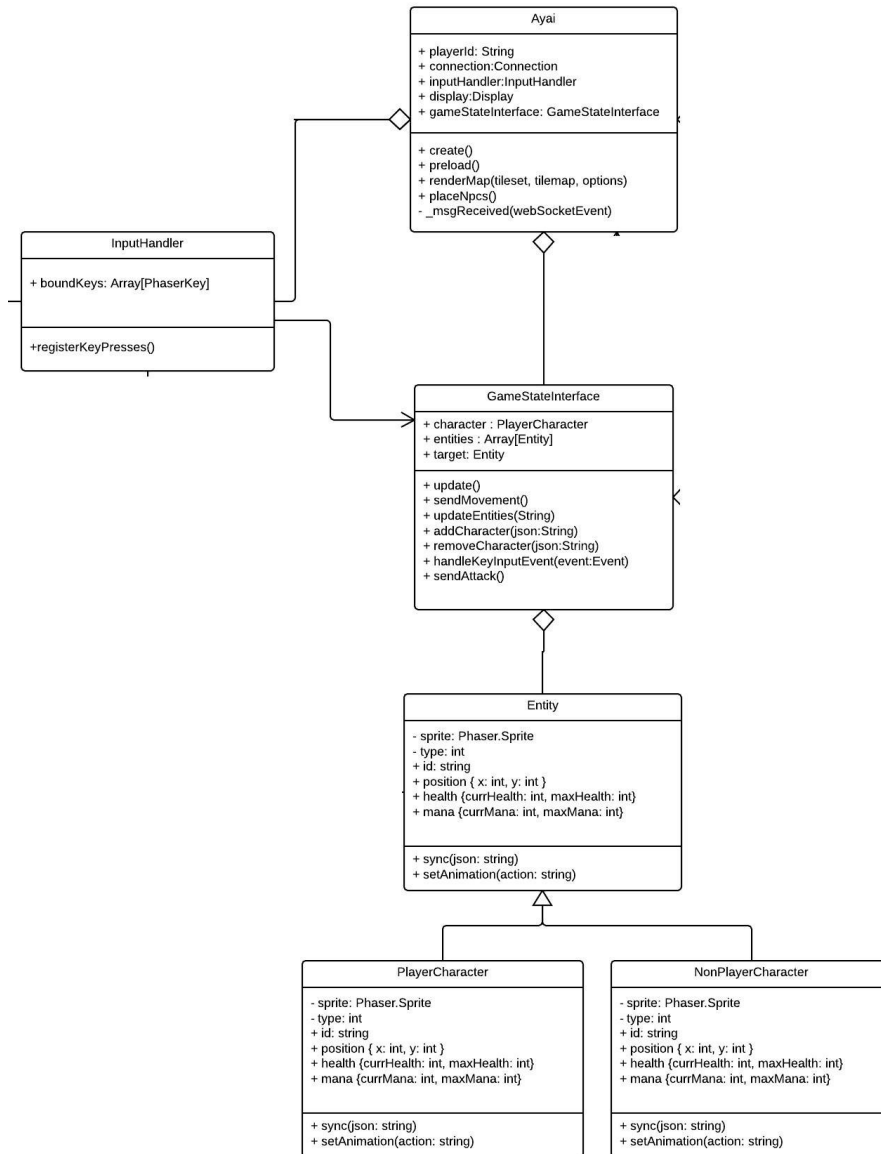 Ayai
+ playerId: String
+ connection:Connection
+ inputHandler:InputHandler
+ display:Display
+ gameStateInterface: GameStateInterface
+ create()
+ preload()
+ renderMap(tileset, tilemap, options)
+ placeNpcs()
- _msgReceived(webSocketEvent)
InputHandler
+ boundKeys: Array[PhaserKey]
+registerKeyPresses()
GameStateInterface
+ character : PlayerCharacter
+ entities : Array[Entity]
+ target: Entity
+ update()
+ sendMovement()
+ updateEntities(String)
+ addCharacter(json:String)
+ removeCharacter(json:String)
+ handleKeyInputEvent(event:Event)
+ sendAttack()
Entity
- sprite: Phaser.Sprite
- type: int
+ id: string
+ position { x: int, y: int }
+ health {currHealth: int, maxHealth: int}
+ mana {currMana: int, maxMana: int}
+ sync(json: string)
+ setAnimation(action: string)
PlayerCharacter
- sprite: Phaser.Sprite
- type: int
+ id: string
+ position { x: int, y: int }
+ health {currHealth: int, maxHealth: int}
+ mana {currMana: int, maxMana: int}
+ sync(json: string)
+ setAnimation(action: string)
NonPlayerCharacter
- sprite: Phaser.Sprite
- type: int
+ id: string
+ position { x: int, y: int }
+ health {currHealth: int, maxHealth: int}
+ mana {currMana: int, maxMana: int}
+ sync(json: string)
+ setAnimation(action: string)